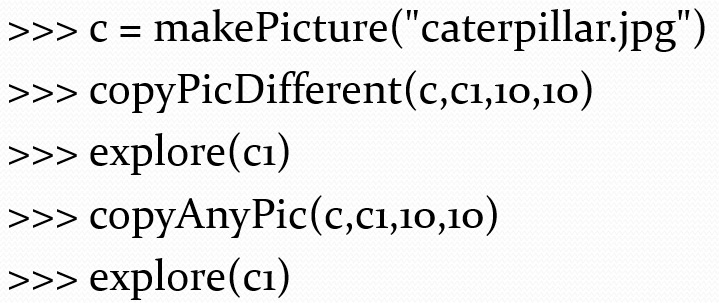 >>> c = makePicture("caterpillar.jpg")
>>> copyPicDifferent(c,c1,10,10)
>>> explore(c1)
>>> copyAnyPic(c,c1,10,10)
>>> explore(c1)